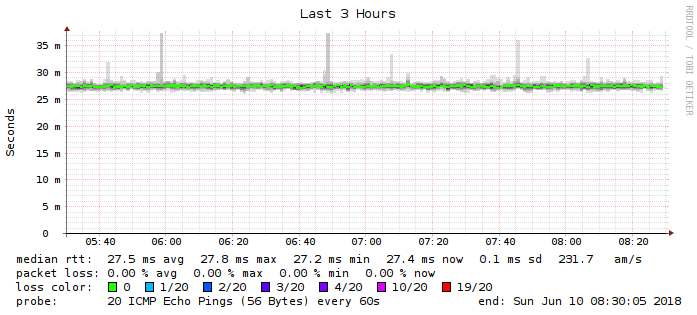 Last 3 Hours
RRDTOOL / TOBI OETIKER
Seconds
35 m
30 m
25 m
20 m
15 m
10 m
5 m
0
05:40 06:00 06:20 06:40 07:00 07:20 07:40 08:00 08:20
median rtt: 27.5 ms avg 27.8 ms max 27.2 ms min 27.4 ms now 0.1 ms sd 231.7 am/s
packet loss: 0.00 % avg 0.00 % max 0.00 % min 0.00 % now
loss color: 0 1/20 2/20 3/20 4/20 10/20 19/20
probe: 20 ICMP Echo Pings (56 Bytes) every 60s end: Sun Jun 10 08:30:05 2018